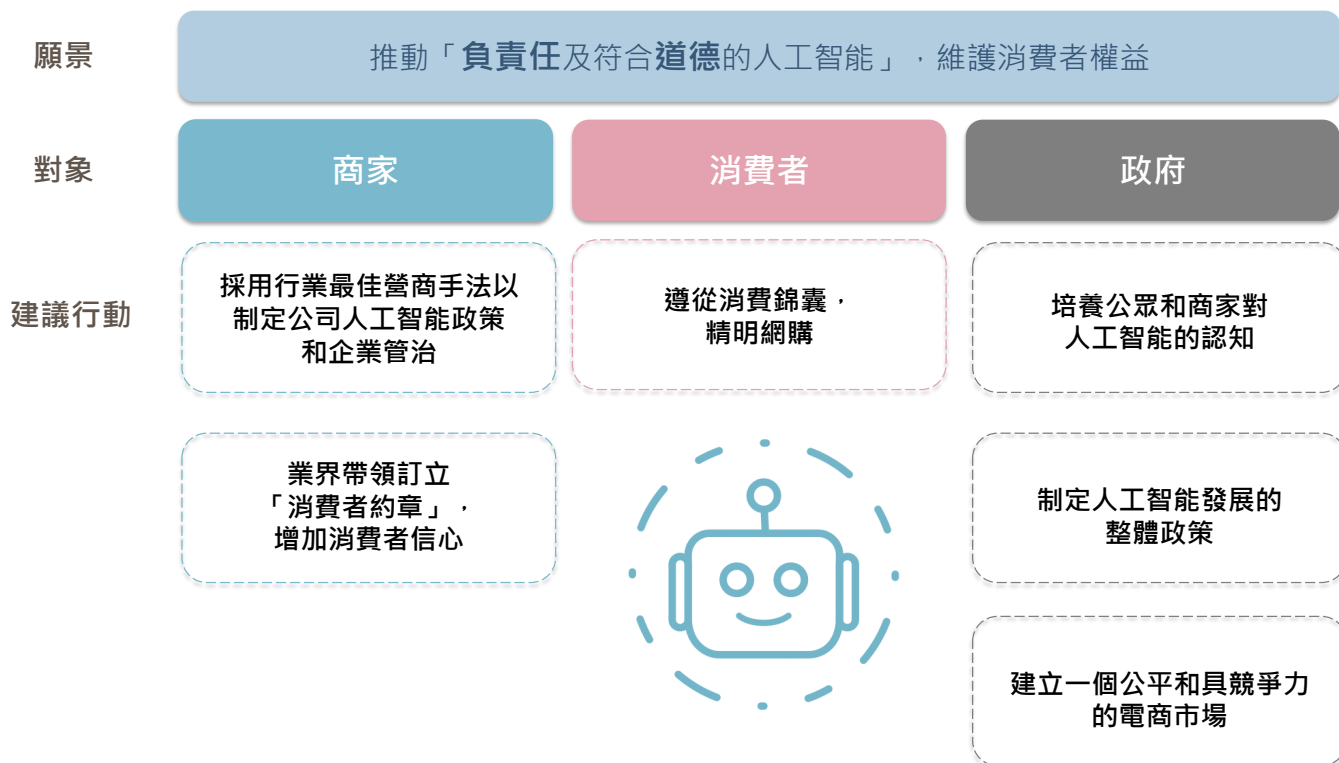 願景
推動「負責任及符合道德的人工智能」，維護消費者權益
對象
商家
消費者
政府
建議行動
採用行業最佳營商手法以
制定公司人工智能政策
和企業管治
遵從消費錦囊，
精明網購
培養公眾和商家對
人工智能的認知
業界帶領訂立
「消費者約章」，
增加消費者信心
制定人工智能發展的
整體政策
建立一個公平和具競爭力
的電商市場